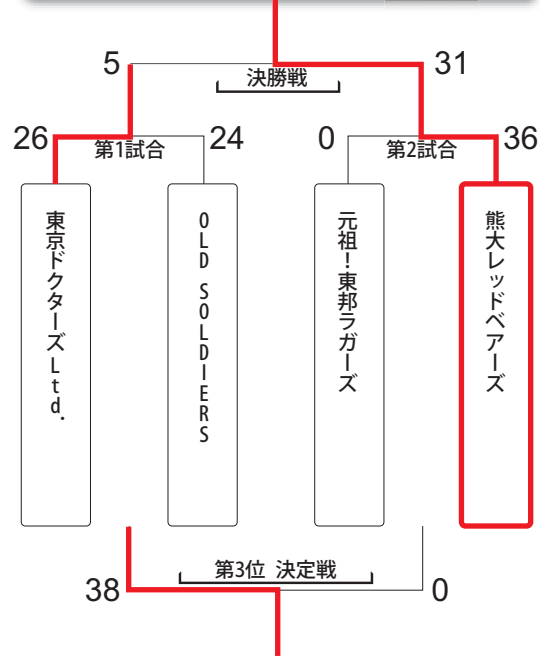 5
31
決勝戦
26
24
0
36
第1試合
第2試合
東京ドクターズLtd.
OLD SOLDIERS
元祖！東邦ラガーズ
熊大レッドベアーズ
第3位 決定戦
38
0